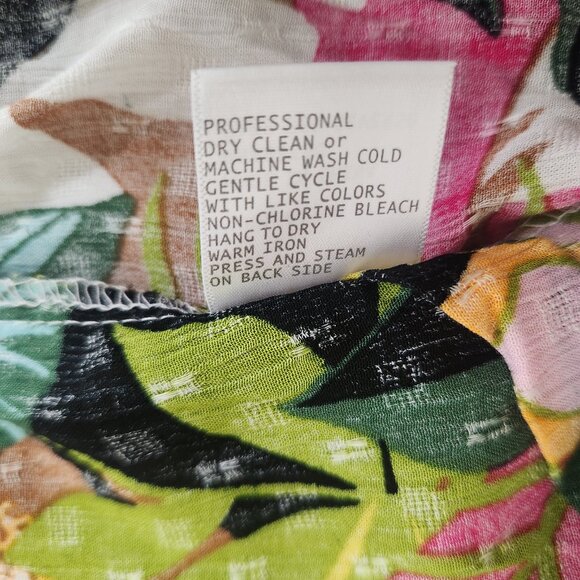 PROFESSIONAL
DRY CLEAN or
MACHINE WASH COLD
GENTLE CYCLE
WITH LIKE COLORS
NON-CHLORINE BLEACH
HANG TO DRY
WARM IRON
PRESS AND STEAM
ON BACK SIDE